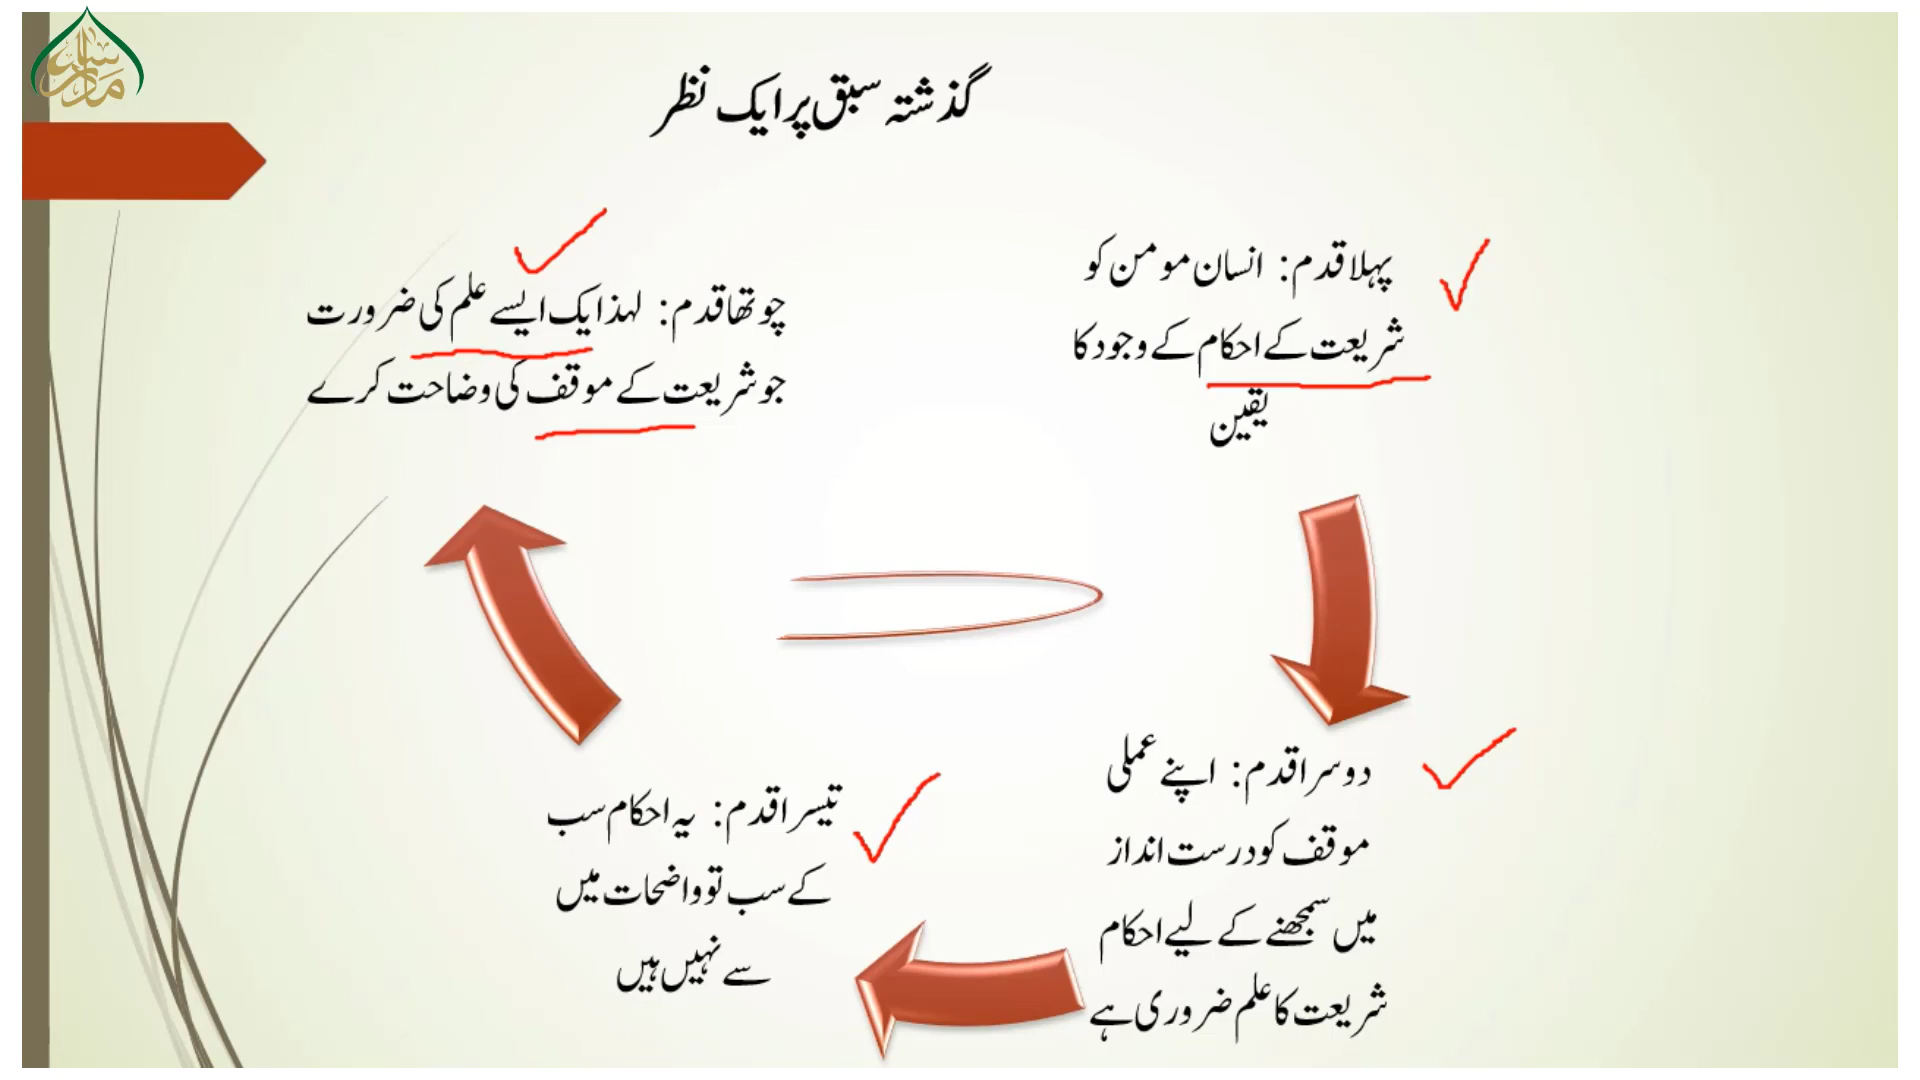 گذشتہ سبق پر ایک نظر
پہلا قدم: انسان مومن کو
شریعت کے احکام کے وجود کا
یقین
دوسرا قدم: اپنے عملی
موقف کو درست انداز
میں سمجھنے کے لیے احکام
شریعت کا علم ضروری ہے
تیسرا قدم: یہ احکام سب
کے سب تو واضحات میں
سے نہیں ہیں
چوتھا قدم: لہذا یک ایسے علم کی ضرورت
جو شریعت کے موقف کی وضاحت کرے